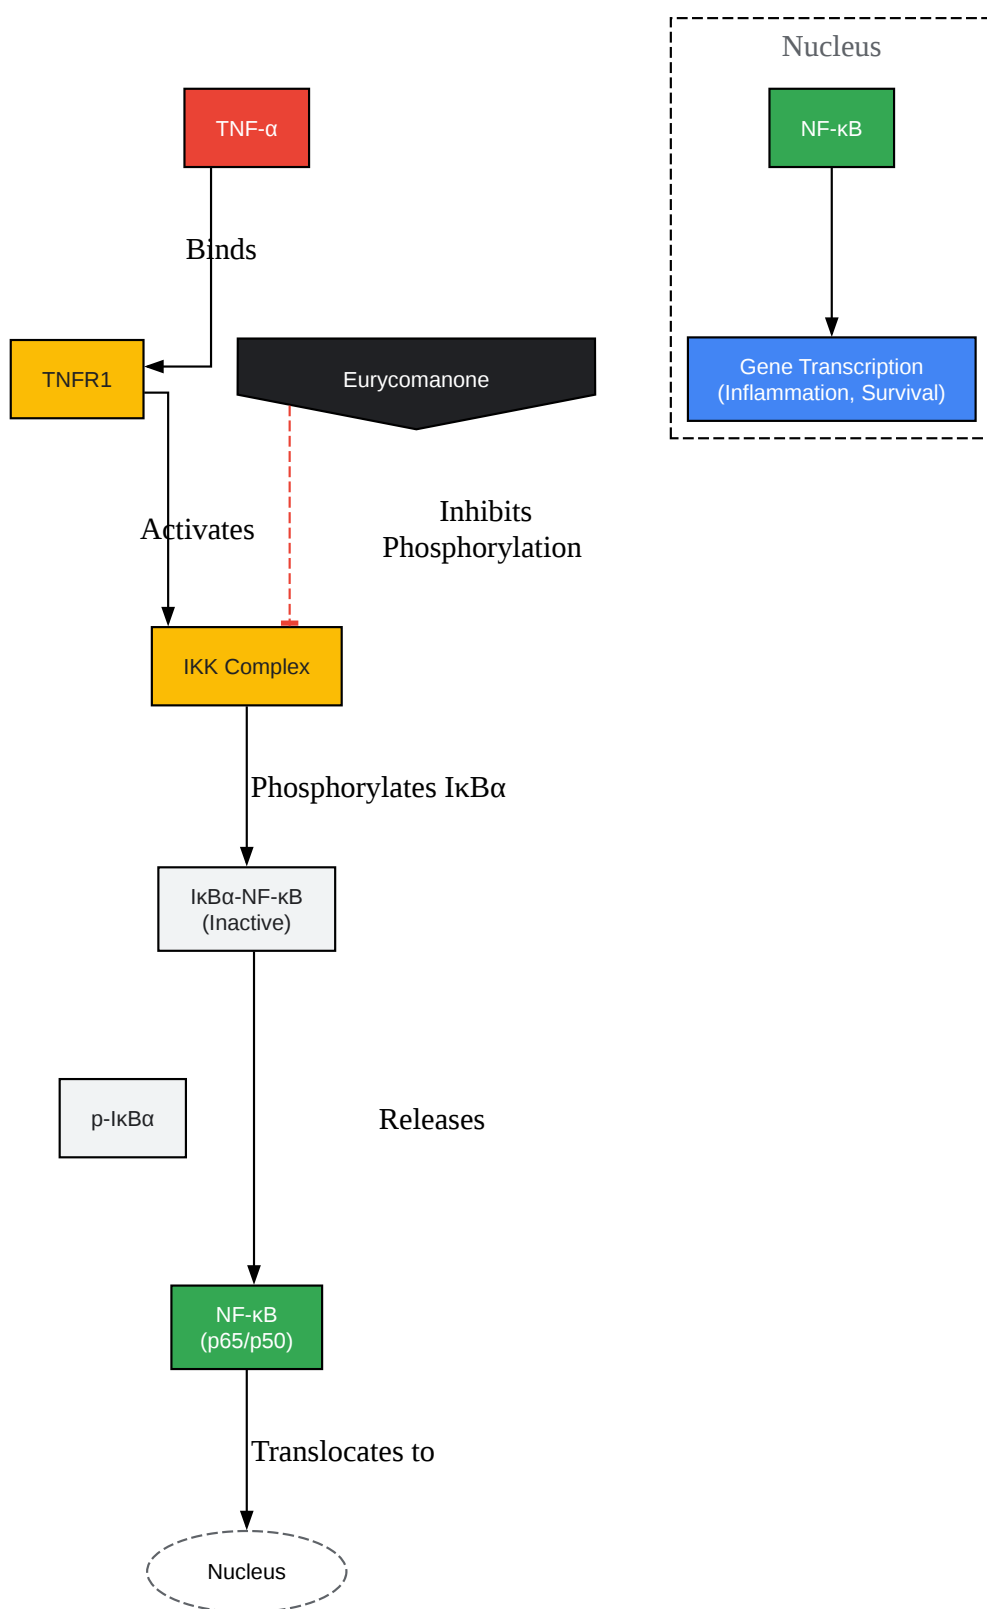 Nucleus
TNF-α
NF-κB
Binds
TNFR1
Eurycomanone
Gene Transcription
(Inflammation, Survival)
Activates
Inhibits
Phosphorylation
IKK Complex
Phosphorylates IκBα
IκBα-NF-κB
(Inactive)
p-IκBα
Releases
NF-κB
(p65/p50)
Translocates to
Nucleus